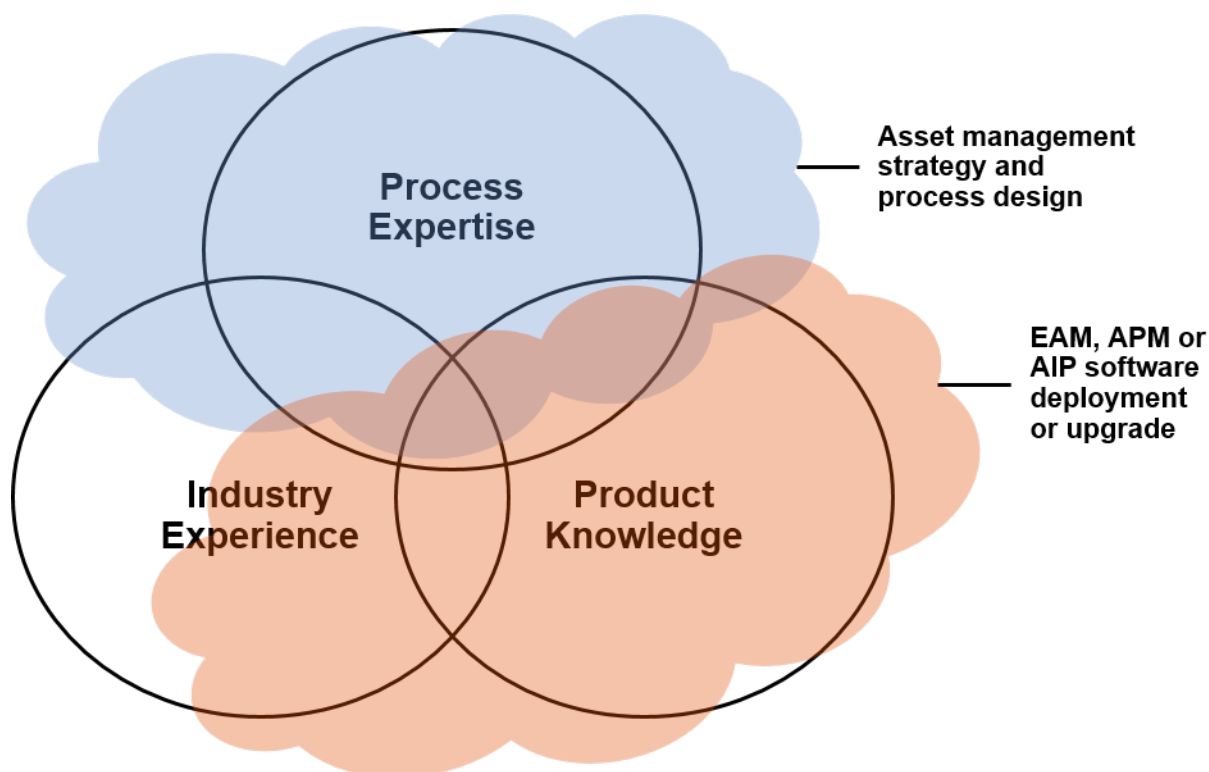 Process
Expertise
Asset management
strategy and
process design
EAM, APM or
AIP software
deployment
or upgrade
Industry
Experience
Product
Knowledge